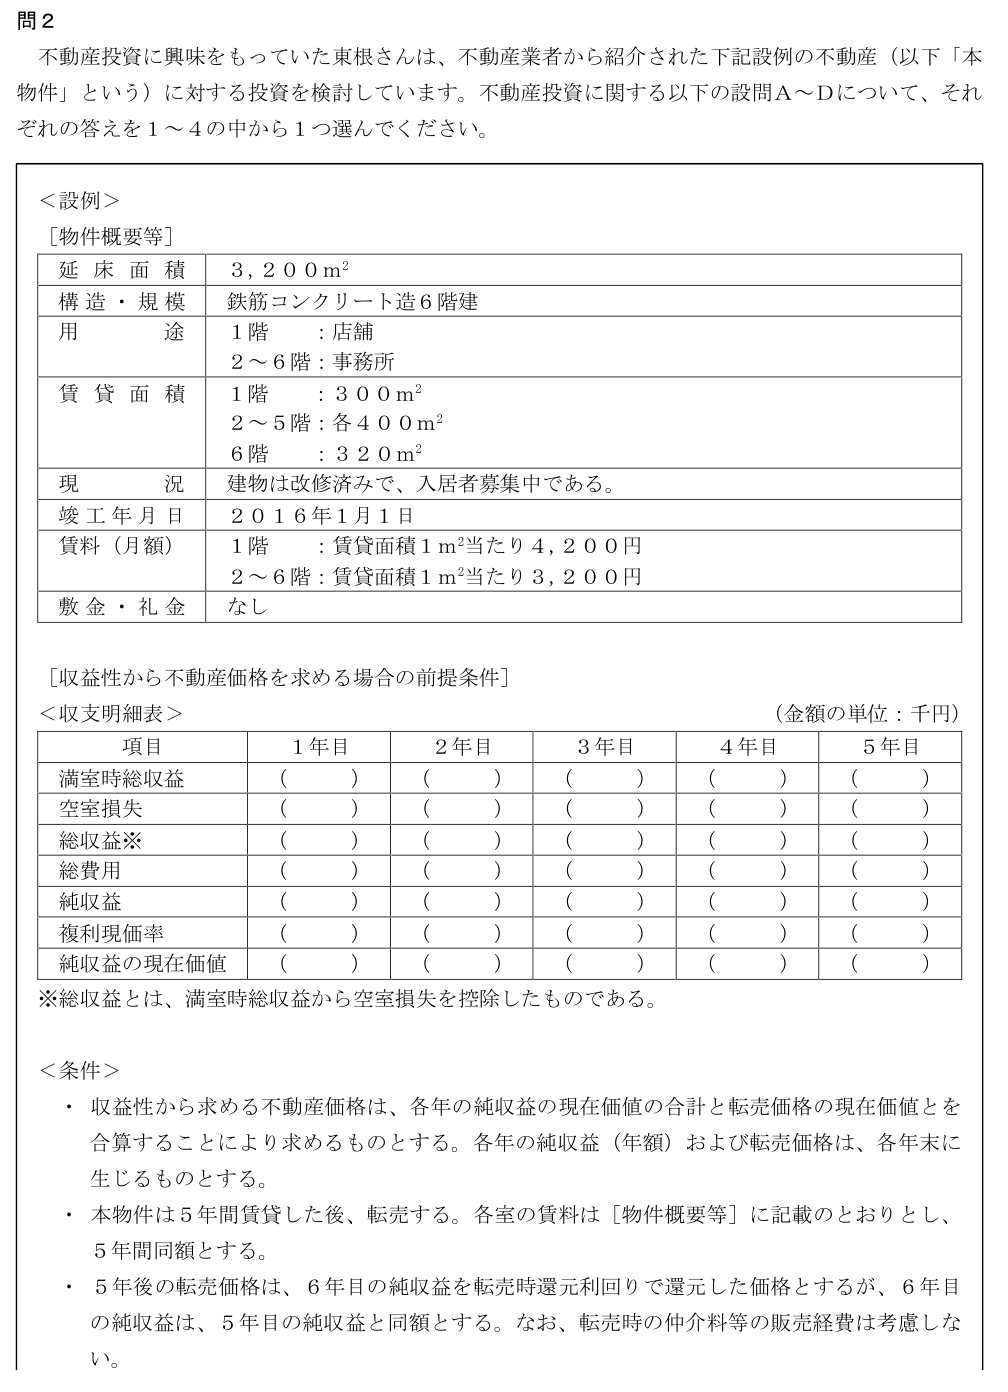 問２
不動産投資に興味をもっていた東根さんは、不動産業者から紹介された下記設例の不動産（以下「本
物件」という）に対する投資を検討しています。不動産投資に関する以下の設問Ａ～Ｄについて、それ
ぞれの答えを１～４の中から１つ選んでください。
＜設例＞
［物件概要等］
延床面積 ３,２００m²
構造・規模 鉄筋コンクリート造６階建
用途 １階　　：店舗
２～６階：事務所
賃貸面積 １階　　：３００m²
２～５階：各４００m²
６階　　：３２０m²
現況 建物は改修済みで、入居者募集中である。
竣工年月日 ２０１６年１月１日
賃料（月額） １階　　：賃貸面積１m²当たり４,２００円
２～６階：賃貸面積１m²当たり３,２００円
敷金・礼金 なし
［収益性から不動産価格を求める場合の前提条件］
＜収支明細表＞ （金額の単位：千円）
項目 １年目 ２年目 ３年目 ４年目 ５年目
満室時総収益 （　　） （　　） （　　） （　　） （　　）
空室損失 （　　） （　　） （　　） （　　） （　　）
総収益※ （　　） （　　） （　　） （　　） （　　）
総費用 （　　） （　　） （　　） （　　） （　　）
純収益 （　　） （　　） （　　） （　　） （　　）
複利現価率 （　　） （　　） （　　） （　　） （　　）
純収益の現在価値 （　　） （　　） （　　） （　　） （　　）
※総収益とは、満室時総収益から空室損失を控除したものである。
＜条件＞
・ 収益性から求める不動産価格は、各年の純収益の現在価値の合計と転売価格の現在価値とを
合算することにより求めるものとする。各年の純収益（年額）および転売価格は、各年末に
生じるものとする。
・ 本物件は５年間賃貸した後、転売する。各室の賃料は［物件概要等］に記載のとおりとし、
５年間同額とする。
・ ５年後の転売価格は、６年目の純収益を転売時還元利回りで還元した価格とするが、６年目
の純収益は、５年目の純収益と同額とする。なお、転売時の仲介料等の販売経費は考慮しな
い。